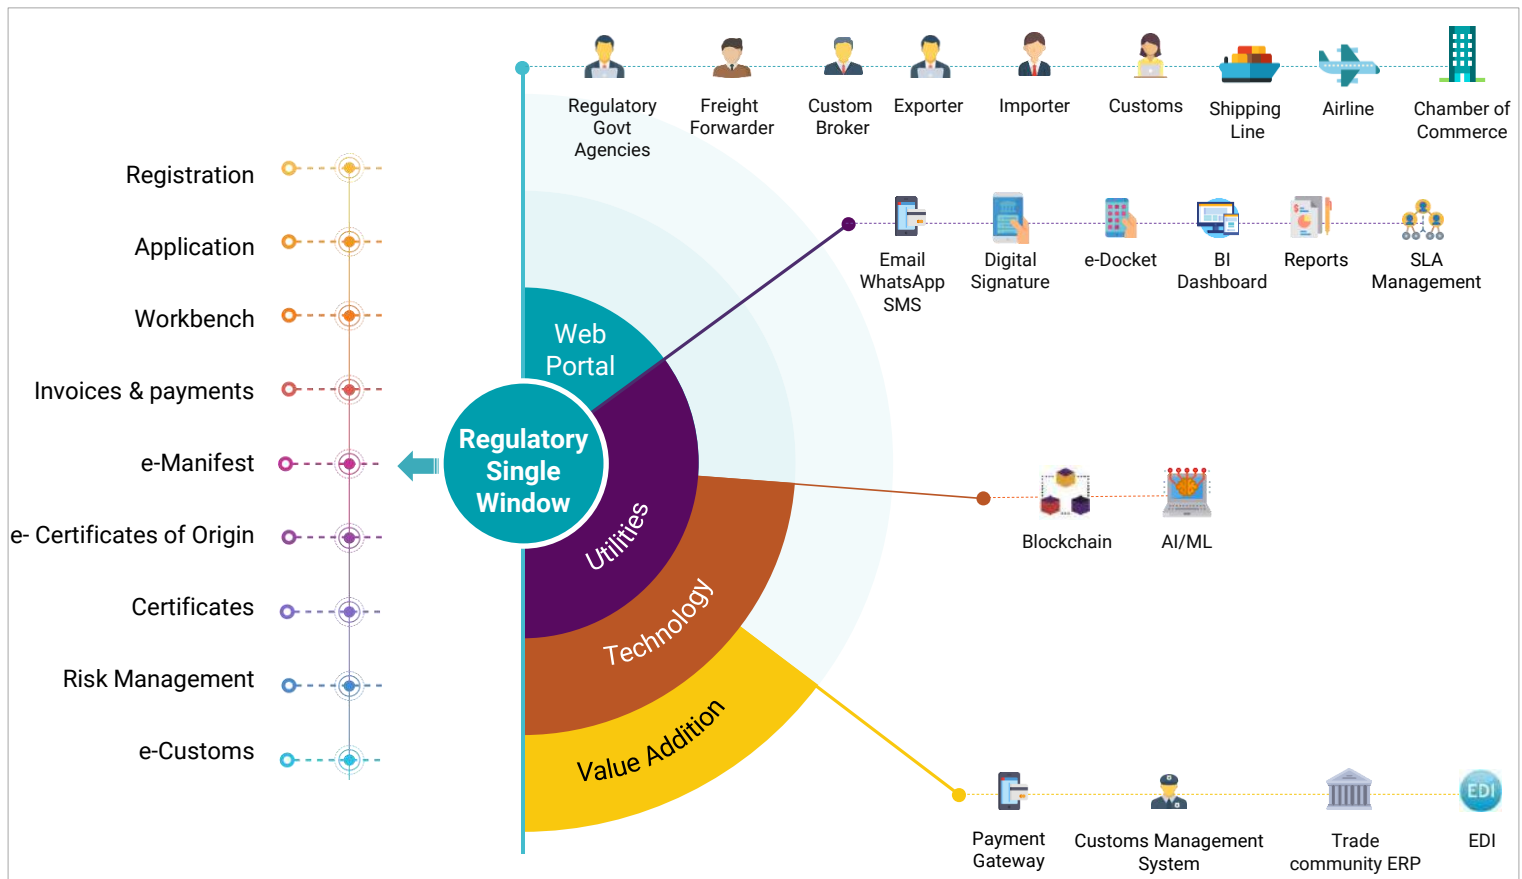 Regulatory
Govt
Agencies
Freight
Forwarder
Custom
Broker
Exporter
Importer
Customs
Shipping
Line
Airline
Chamber of
Commerce
Registration
Application
Workbench
Invoices & payments
e-Manifest
e- Certificates of Origin
Certificates
Risk Management
e-Customs
Regulatory
Single
Window
Web
Portal
Utilities
Technology
Value Addition
Email
WhatsApp
SMS
Digital
Signature
e-Docket
BI
Dashboard
Reports
SLA
Management
Blockchain
AI/ML
Payment
Gateway
Customs Management
System
Trade
community ERP
EDI
EDI